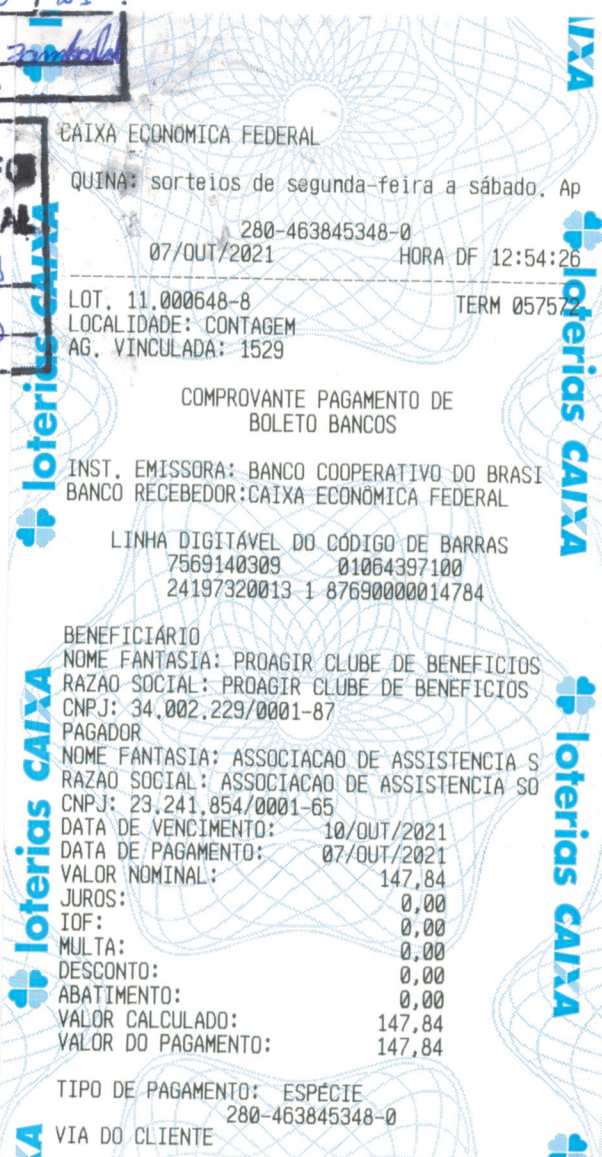 CAIXA ECONOMICA FEDERAL
QUINA: sorteios de segunda-feira a sábado. Ap
280-463845348-0
07/OUT/2021 HORA DF 12:54:26
LOT. 11.000648-8 TERM 057572
LOCALIDADE: CONTAGEM
AG. VINCULADA: 1529
COMPROVANTE PAGAMENTO DE
BOLETO BANCOS
INST. EMISSORA: BANCO COOPERATIVO DO BRASI
BANCO RECEBEDOR:CAIXA ECONÔMICA FEDERAL
LINHA DIGITÁVEL DO CÓDIGO DE BARRAS
7569140309 01064397100
24197320013 1 87690000014784
BENEFICIÁRIO
NOME FANTASIA: PROAGIR CLUBE DE BENEFICIOS
RAZAO SOCIAL: PROAGIR CLUBE DE BENEFICIOS
CNPJ: 34.002.229/0001-87
PAGADOR
NOME FANTASIA: ASSOCIACAO DE ASSISTENCIA S
RAZAO SOCIAL: ASSOCIACAO DE ASSISTENCIA SO
CNPJ: 23.241.854/0001-65
DATA DE VENCIMENTO: 10/OUT/2021
DATA DE PAGAMENTO: 07/OUT/2021
VALOR NOMINAL: 147,84
JUROS: 0,00
IOF: 0,00
MULTA: 0,00
DESCONTO: 0,00
ABATIMENTO: 0,00
VALOR CALCULADO: 147,84
VALOR DO PAGAMENTO: 147,84
TIPO DE PAGAMENTO: ESPÉCIE
280-463845348-0
VIA DO CLIENTE
loterias CAIXA
loterias CAIXA
loterias CAIXA
loterias CAIXA